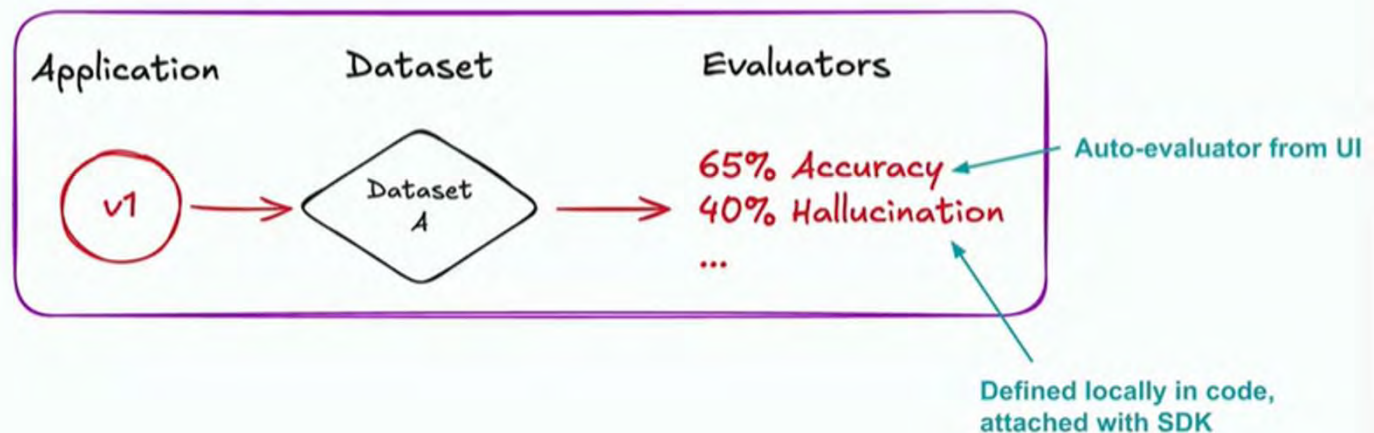 Application
Dataset
Evaluators
v1
Dataset
A
65% Accuracy
40% Hallucination
...
Auto-evaluator from UI
Defined locally in code,
attached with SDK